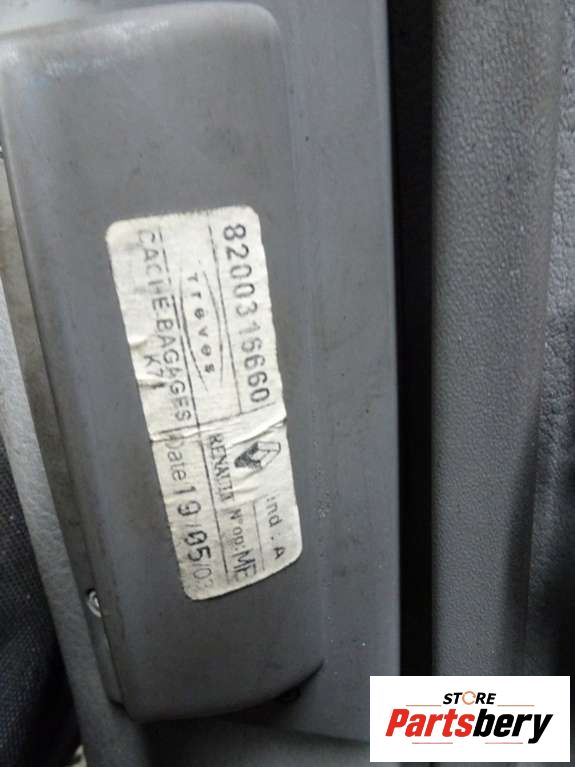 8200316660
Ind : A
Treves
RENAULT N°op: ME
CACHE.BAGAGES
K74
Date 19/05/03
STORE
Partsbery